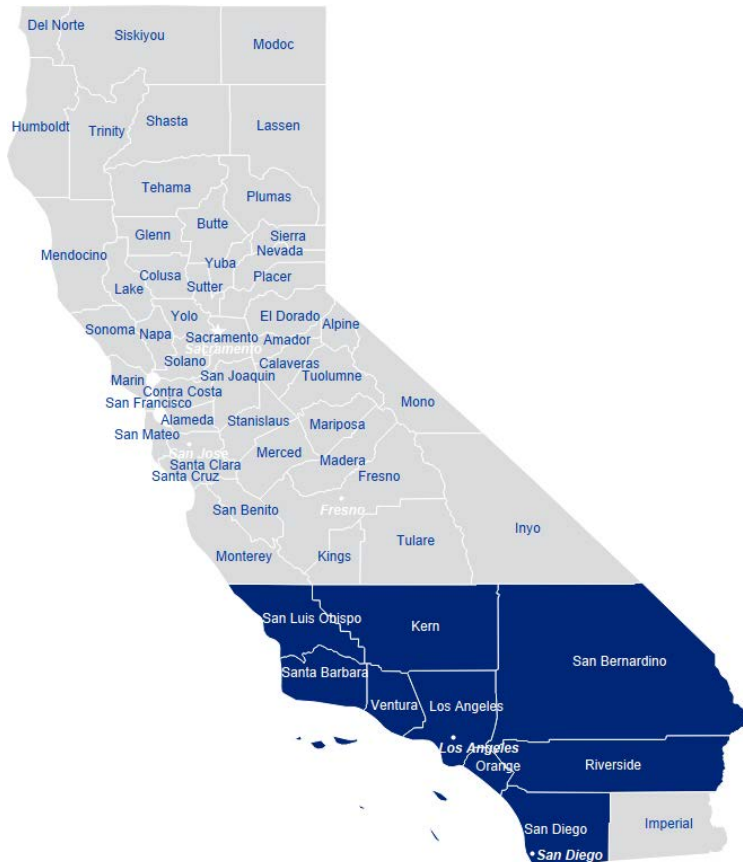 Del Norte
Siskiyou
Modoc
Humboldt
Trinity
Shasta
Lassen
Tehama
Plumas
Butte
Glenn
Sierra
Nevada
Mendocino
Yuba
Colusa
Placer
Lake
Sutter
Yolo
El Dorado
Alpine
Sonoma
Napa
Sacramento
Amador
Sacramento
Solano
Calaveras
San Joaquin
Tuolumne
Marin
Contra Costa
Mono
San Francisco
Alameda
Stanislaus
Mariposa
San Mateo
San Jose
Merced
Madera
Santa Clara
Santa Cruz
Fresno
San Benito
Fresno
Inyo
Tulare
Monterey
Kings
San Luis Obispo
Kern
San Bernardino
Santa Barbara
Ventura
Los Angeles
Los Angeles
Orange
Riverside
San Diego
Imperial
San Diego